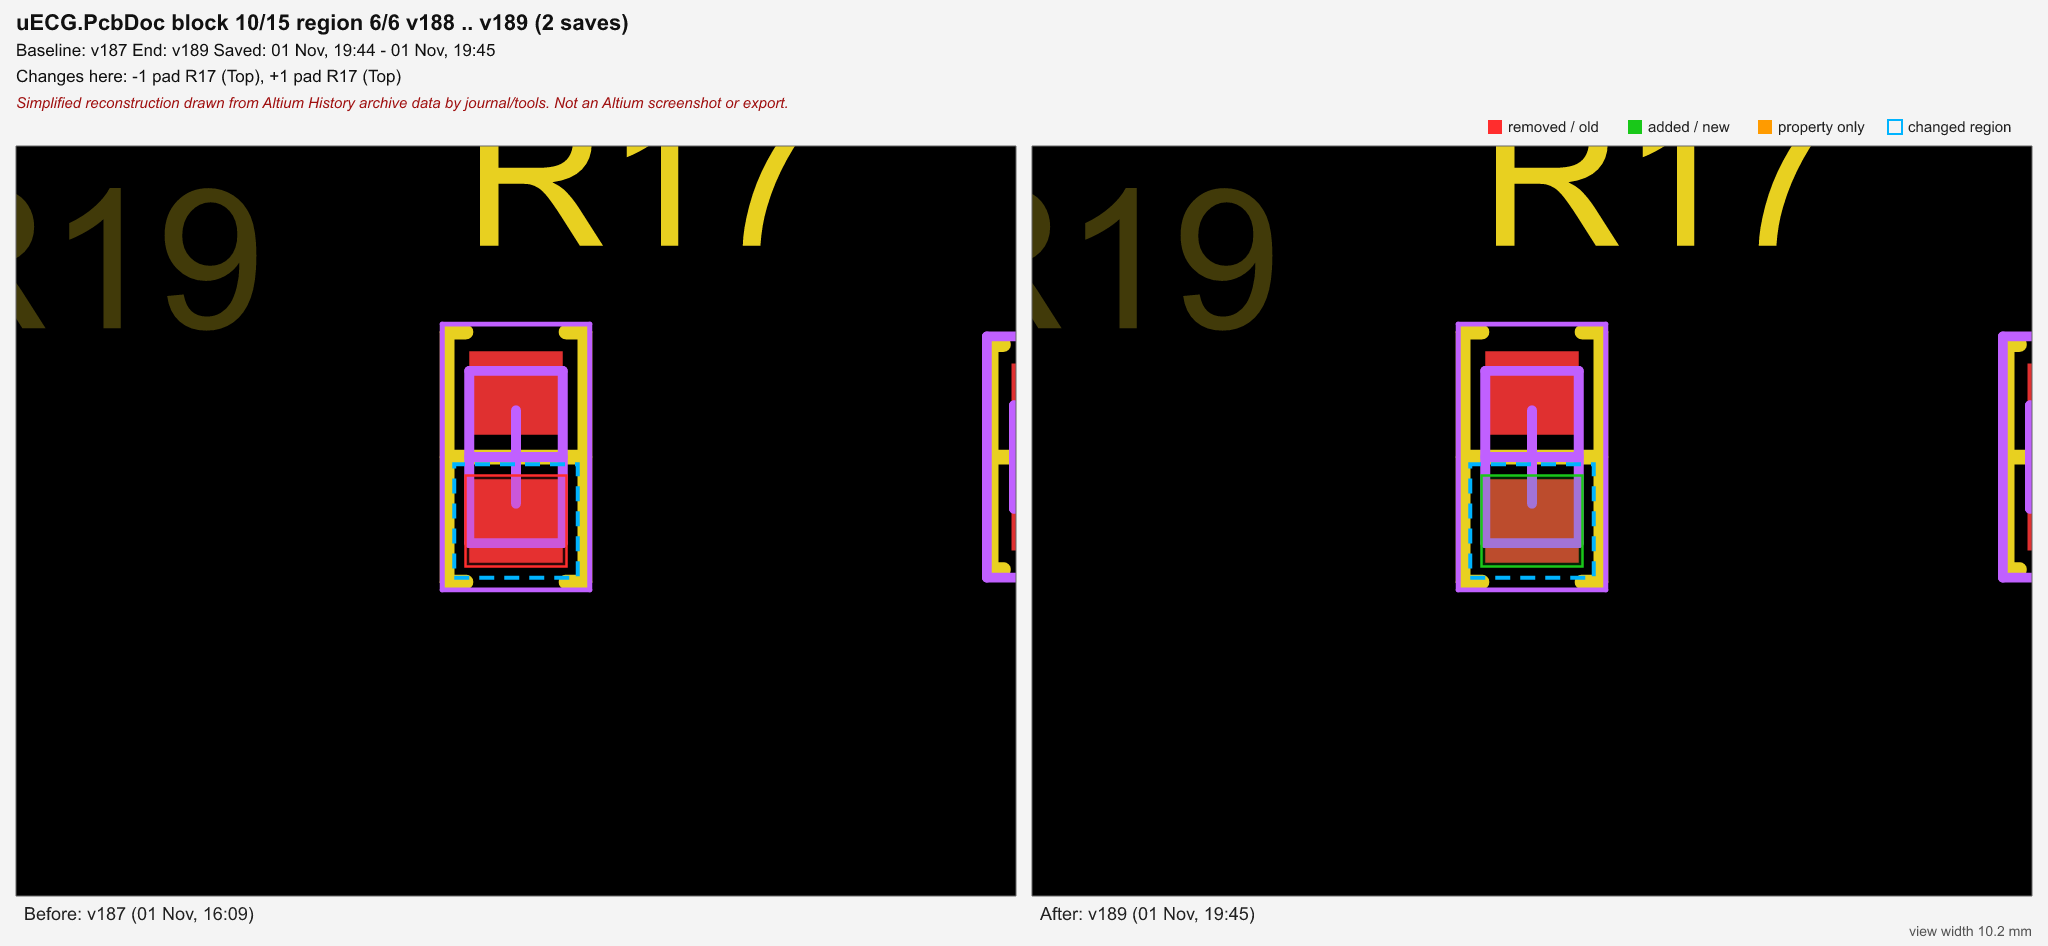 uECG.PcbDoc block 10/15 region 6/6 v188 .. v189 (2 saves)
Baseline: v187 End: v189 Saved: 01 Nov, 19:44 - 01 Nov, 19:45
Changes here: -1 pad R17 (Top), +1 pad R17 (Top)
Simplified reconstruction drawn from Altium History archive data by journal/tools. Not an Altium screenshot or export.
removed / old
added / new
property only
changed region
R17
R19
R17
R19
Before: v187 (01 Nov, 16:09)
After: v189 (01 Nov, 19:45)
view width 10.2 mm